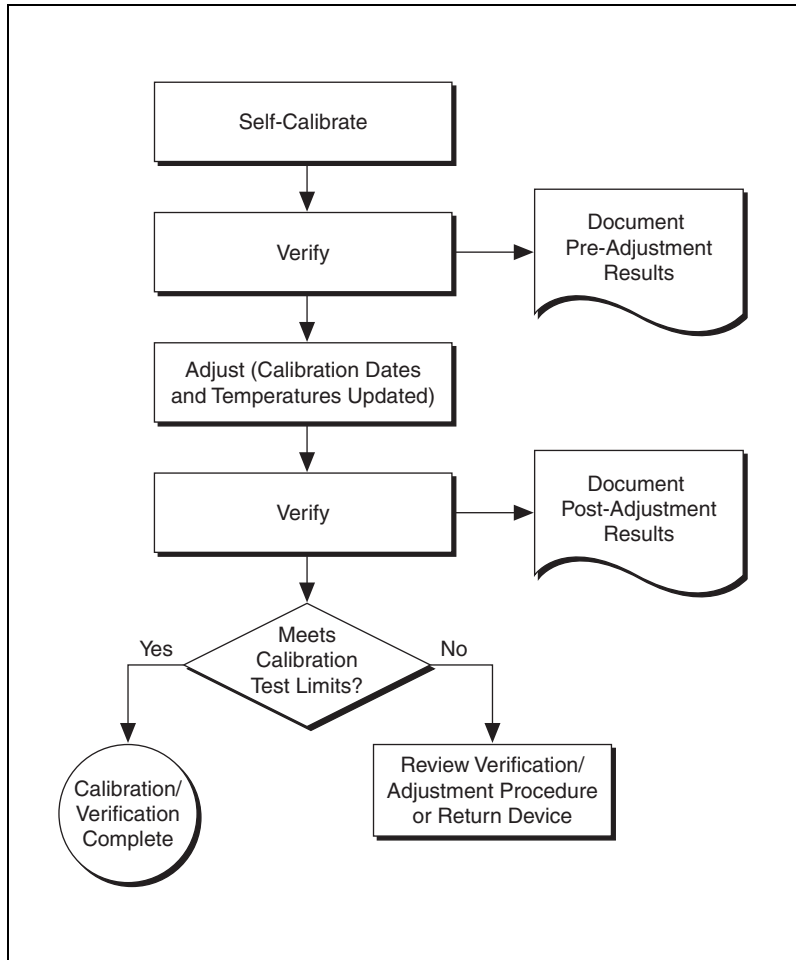 Self-Calibrate
Verify
Document
Pre-Adjustment
Results
Adjust (Calibration Dates
and Temperatures Updated)
Verify
Document
Post-Adjustment
Results
Meets
Calibration
Test Limits?
Yes
No
Calibration/
Verification
Complete
Review Verification/
Adjustment Procedure
or Return Device